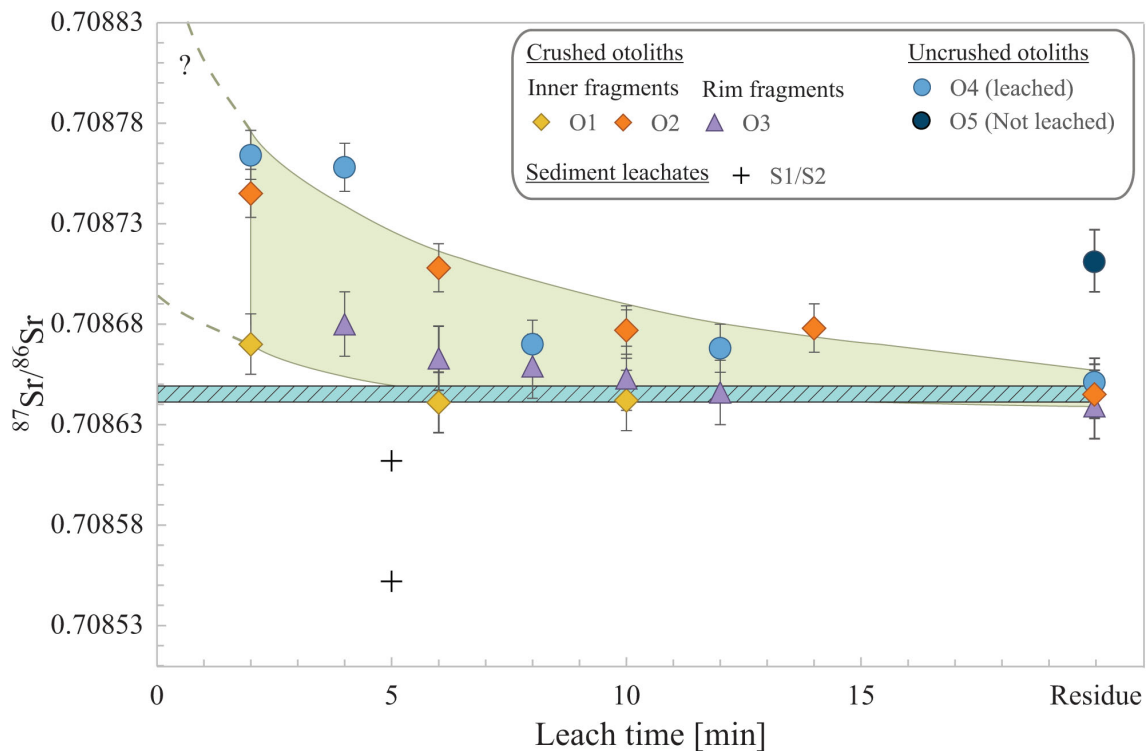 0.70883
0.70878
0.70873
0.70868
0.70863
0.70858
0.70853
87Sr/86Sr
?
Crushed otoliths
Uncrushed otoliths
Inner fragments Rim fragments
O4 (leached)
O1 O2 O3
O5 (Not leached)
Sediment leachates S1/S2
0 5 10 15 Residue
Leach time [min]